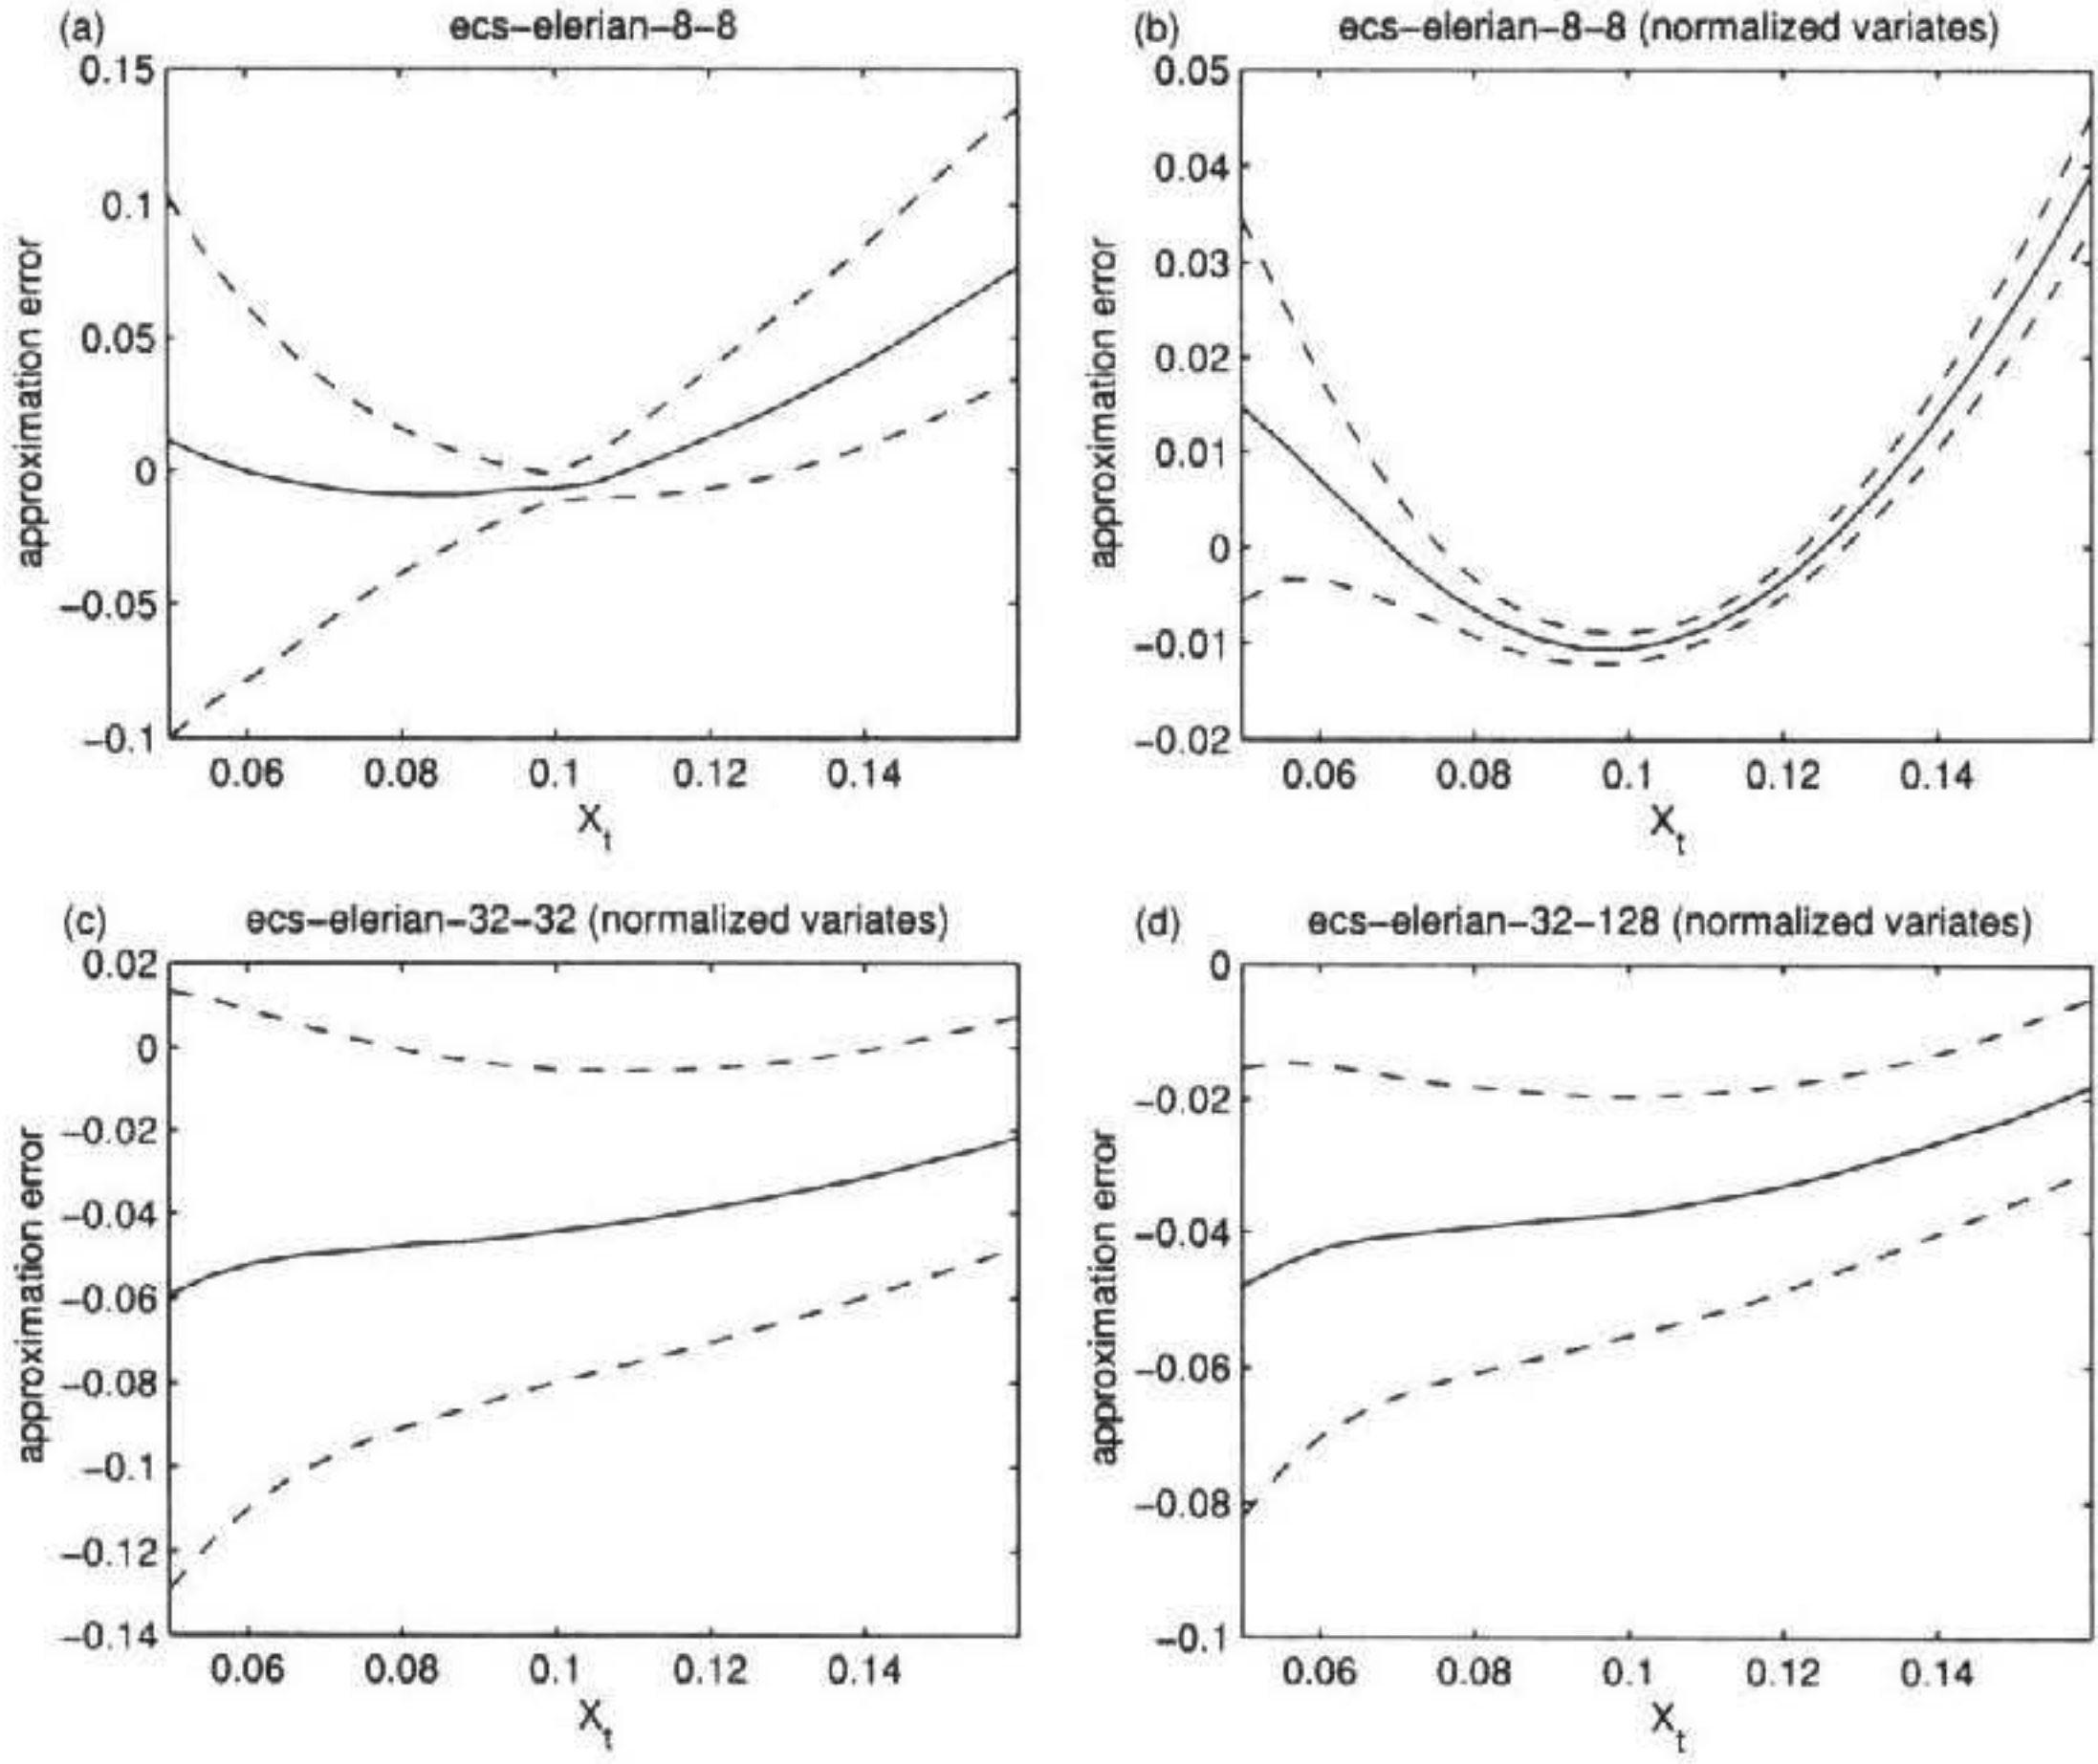 (a) ecs-elerian-8-8
0.15
0.1
0.05
0
-0.05
-0.1
approximation error
0.06 0.08 0.1 0.12 0.14
Xt
(b) ecs-elerian-8-8 (normalized variates)
0.05
0.04
0.03
0.02
0.01
0
-0.01
-0.02
approximation error
0.06 0.08 0.1 0.12 0.14
Xt
(c) ecs-elerian-32-32 (normalized variates)
0.02
0
-0.02
-0.04
-0.06
-0.08
-0.1
-0.12
-0.14
approximation error
0.06 0.08 0.1 0.12 0.14
Xt
(d) ecs-elerian-32-128 (normalized variates)
0
-0.02
-0.04
-0.06
-0.08
-0.1
approximation error
0.06 0.08 0.1 0.12 0.14
Xt